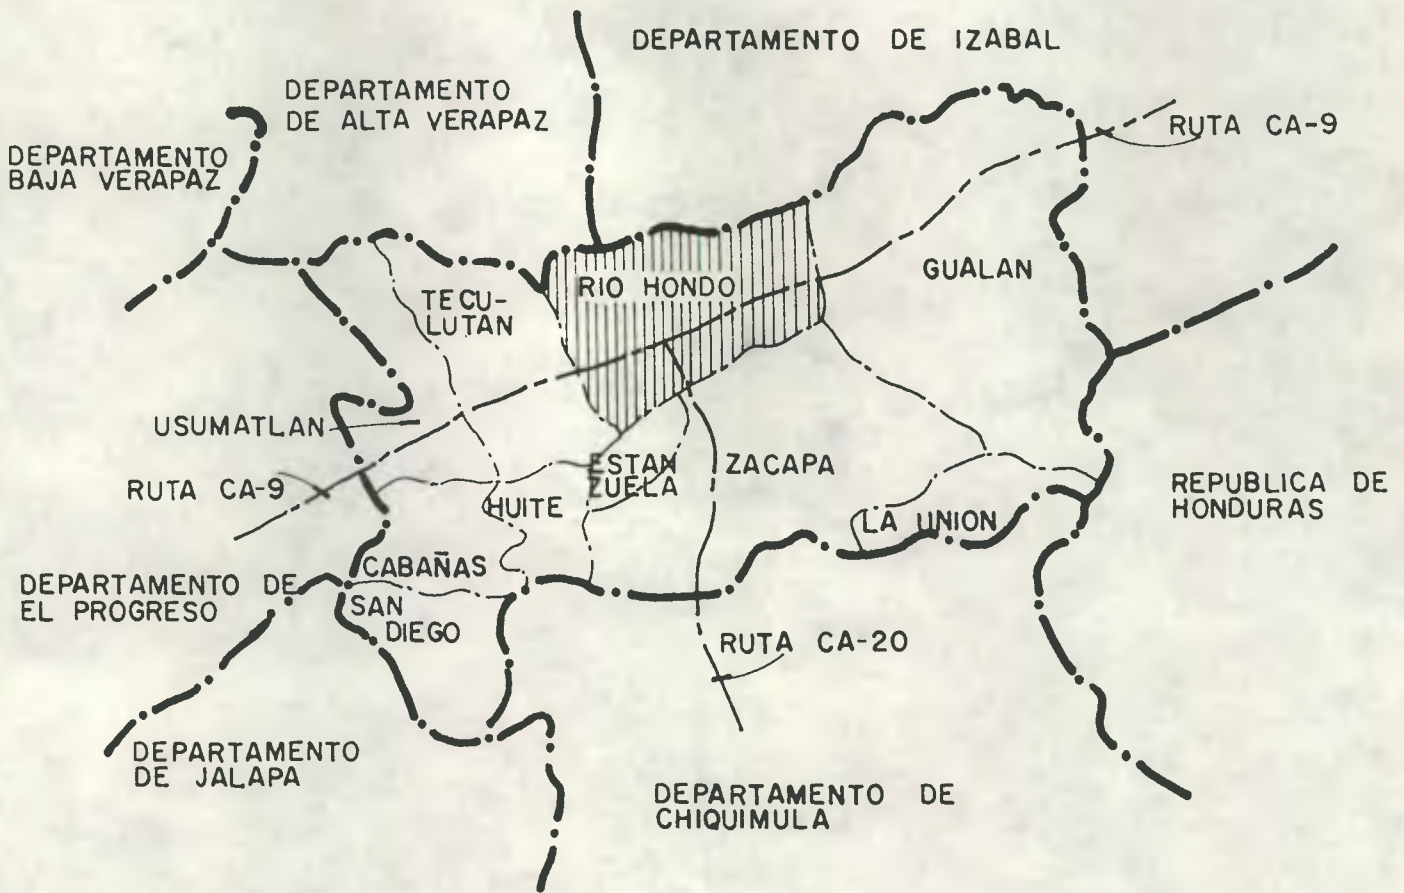 DEPARTAMENTO DE IZABAL
DEPARTAMENTO
DE ALTA VERAPAZ
RUTA CA-9
DEPARTAMENTO
BAJA VERAPAZ
GUALAN
RIO HONDO
TECU-
LUTAN
USUMATLAN
ESTAN
ZUELA
ZACAPA
RUTA CA-9
REPUBLICA DE
HONDURAS
HUITE
LA UNION
CABAÑAS
DEPARTAMENTO DE
EL PROGRESO
SAN
DIEGO
RUTA CA-20
DEPARTAMENTO
DE JALAPA
DEPARTAMENTO DE
CHIQUIMULA